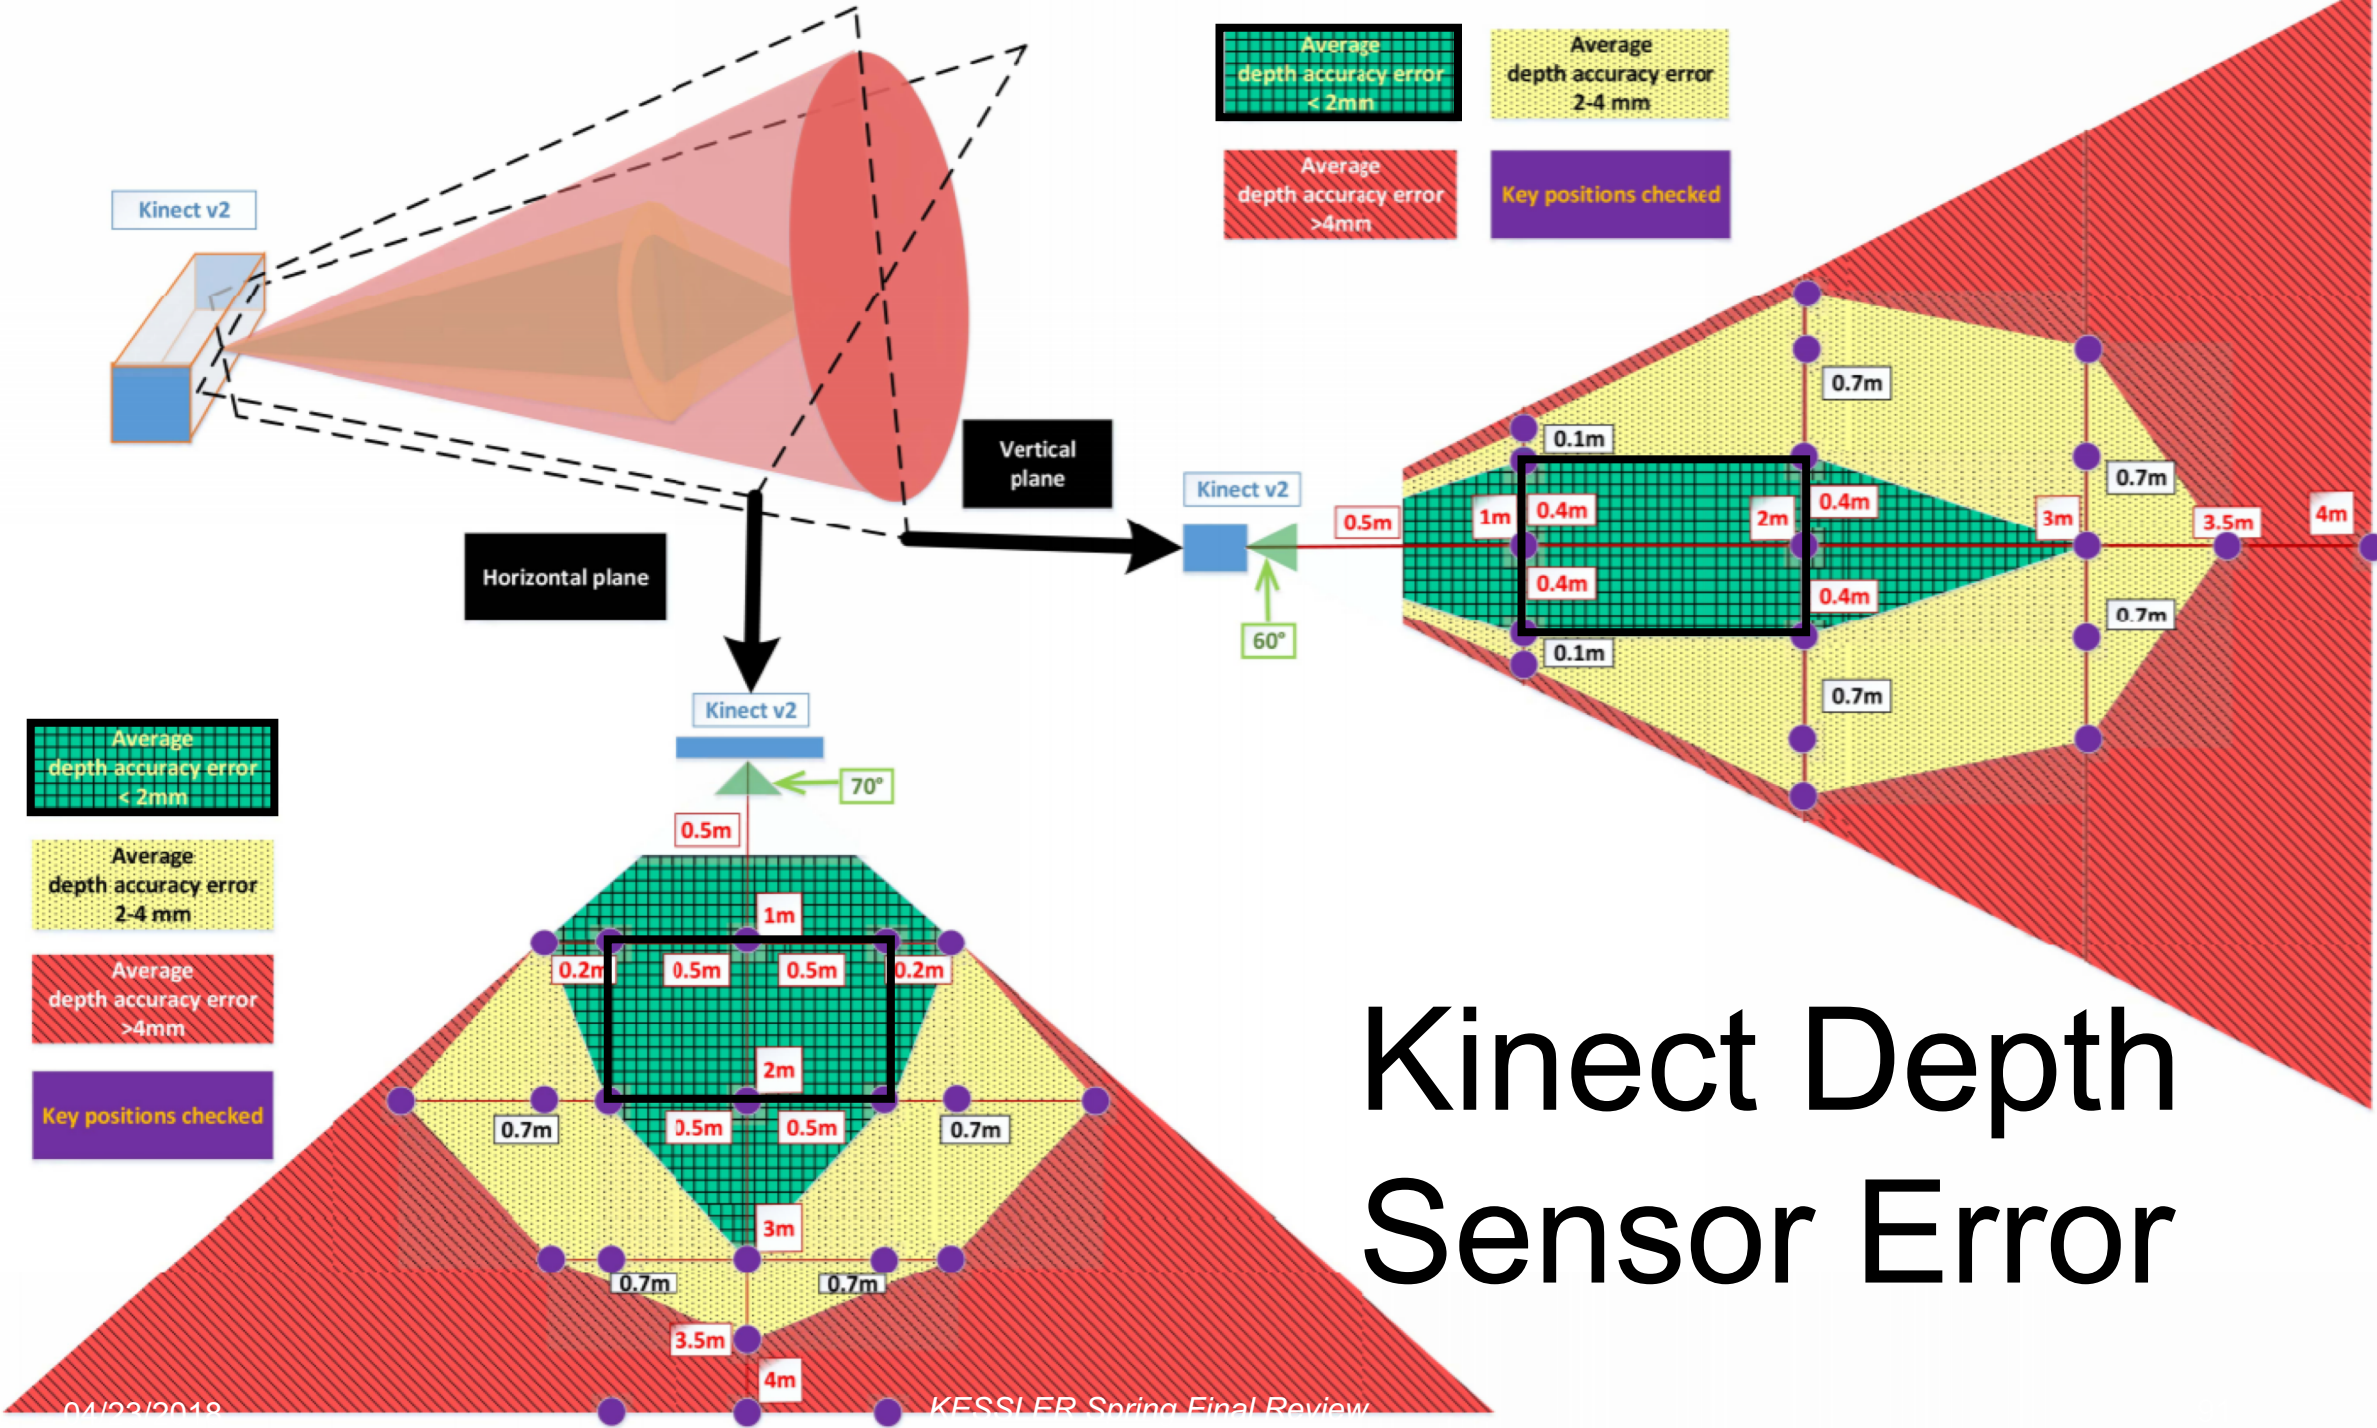 Average
depth accuracy error
< 2mm
Average
depth accuracy error
2-4 mm
Average
depth accuracy error
>4mm
Key positions checked
Kinect v2
Vertical
plane
Horizontal plane
Kinect v2
60°
0.5m
1m
2m
3m
3.5m
4m
0.1m
0.4m
0.4m
0.1m
0.7m
0.4m
0.4m
0.7m
0.7m
0.7m
Kinect v2
70°
0.5m
1m
0.2m
0.5m
0.5m
0.2m
2m
0.7m
0.5m
0.5m
0.7m
3m
0.7m
0.7m
3.5m
4m
Average
depth accuracy error
< 2mm
Average
depth accuracy error
2-4 mm
Average
depth accuracy error
>4mm
Key positions checked
Kinect Depth
Sensor Error
04/23/2018
KESSLER Spring Final Review